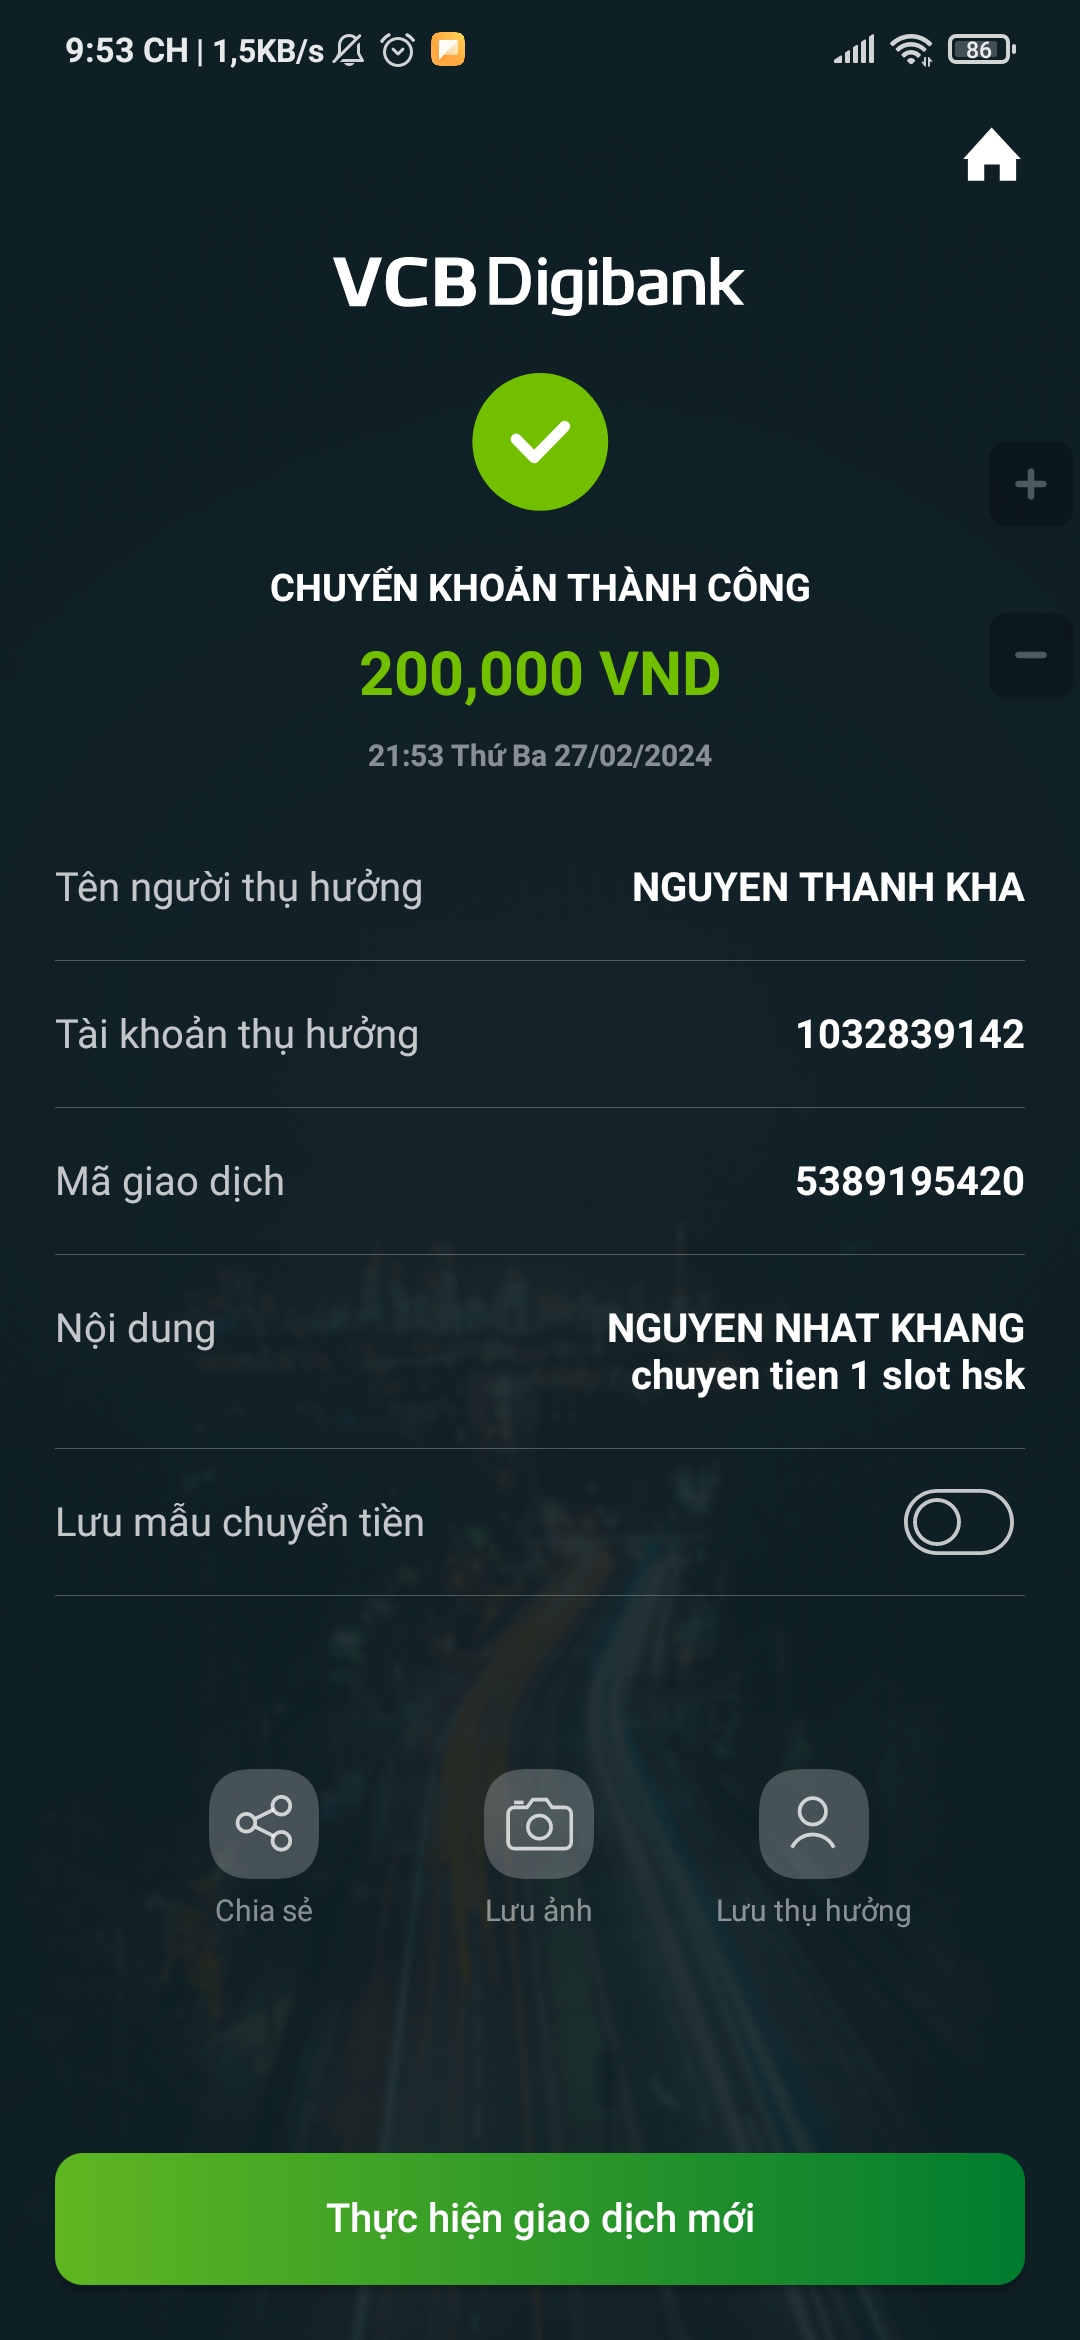 9:53 CH | 1,5KB/s
86
VCB Digibank
CHUYỂN KHOẢN THÀNH CÔNG
200,000 VND
21:53 Thứ Ba 27/02/2024
Tên người thụ hưởng NGUYEN THANH KHA
Tài khoản thụ hưởng 1032839142
Mã giao dịch 5389195420
Nội dung NGUYEN NHAT KHANG
chuyen tien 1 slot hsk
Lưu mẫu chuyển tiền
Chia sẻ Lưu ảnh Lưu thụ hưởng
Thực hiện giao dịch mới